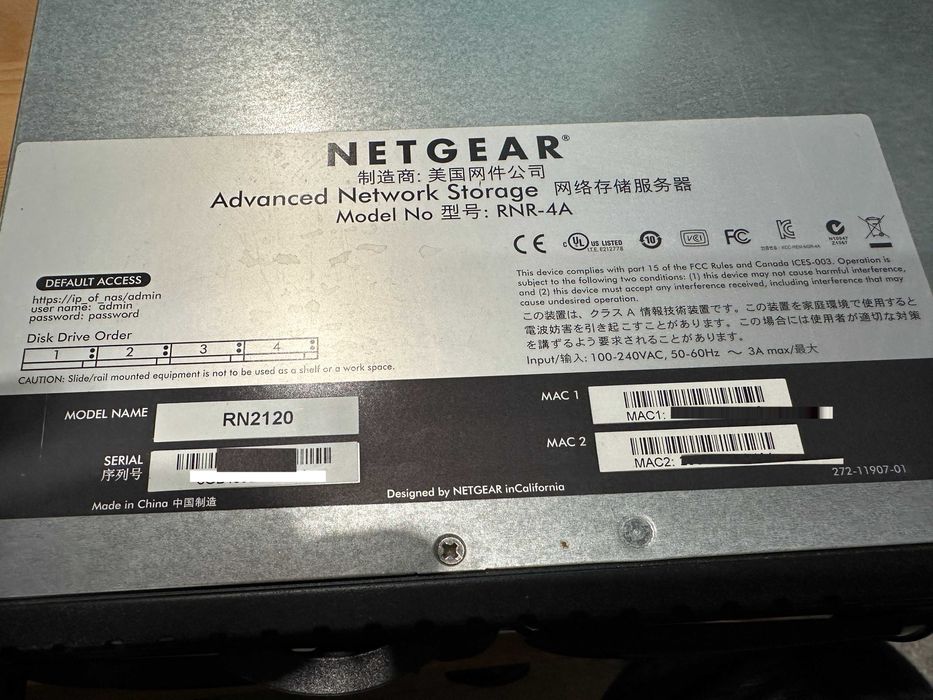 NETGEAR®
制造商: 美国网件公司
Advanced Network Storage 网络存储服务器
Model No 型号: RNR-4A
CE
c UL US LISTED
I.T.E. E212778
10
VCI
FC
N10947
Z1567
DEFAULT ACCESS
https://ip_of_nas/admin
user name: admin
password: password
Disk Drive Order
1 2 3 4
CAUTION: Slide/rail mounted equipment is not to be used as a shelf or a work space.
This device complies with part 15 of the FCC Rules and Canada ICES-003. Operation is
subject to the following two conditions: (1) this device may not cause harmful interference,
and (2) this device must accept any interference received, including interference that may
cause undesired operation.
この装置は、クラス A 情報技術装置です。この装置を家庭環境で使用すると
電波妨害を引き起こすことがあります。この場合には使用者が適切な対策
を講ずるよう要求されることがあります。
Input/输入: 100-240VAC, 50-60Hz ～ 3A max/最大
MODEL NAME RN2120
SERIAL
序列号
MAC 1
MAC1:
MAC 2
MAC2:
272-11907-01
Made in China 中国制造
Designed by NETGEAR inCalifornia